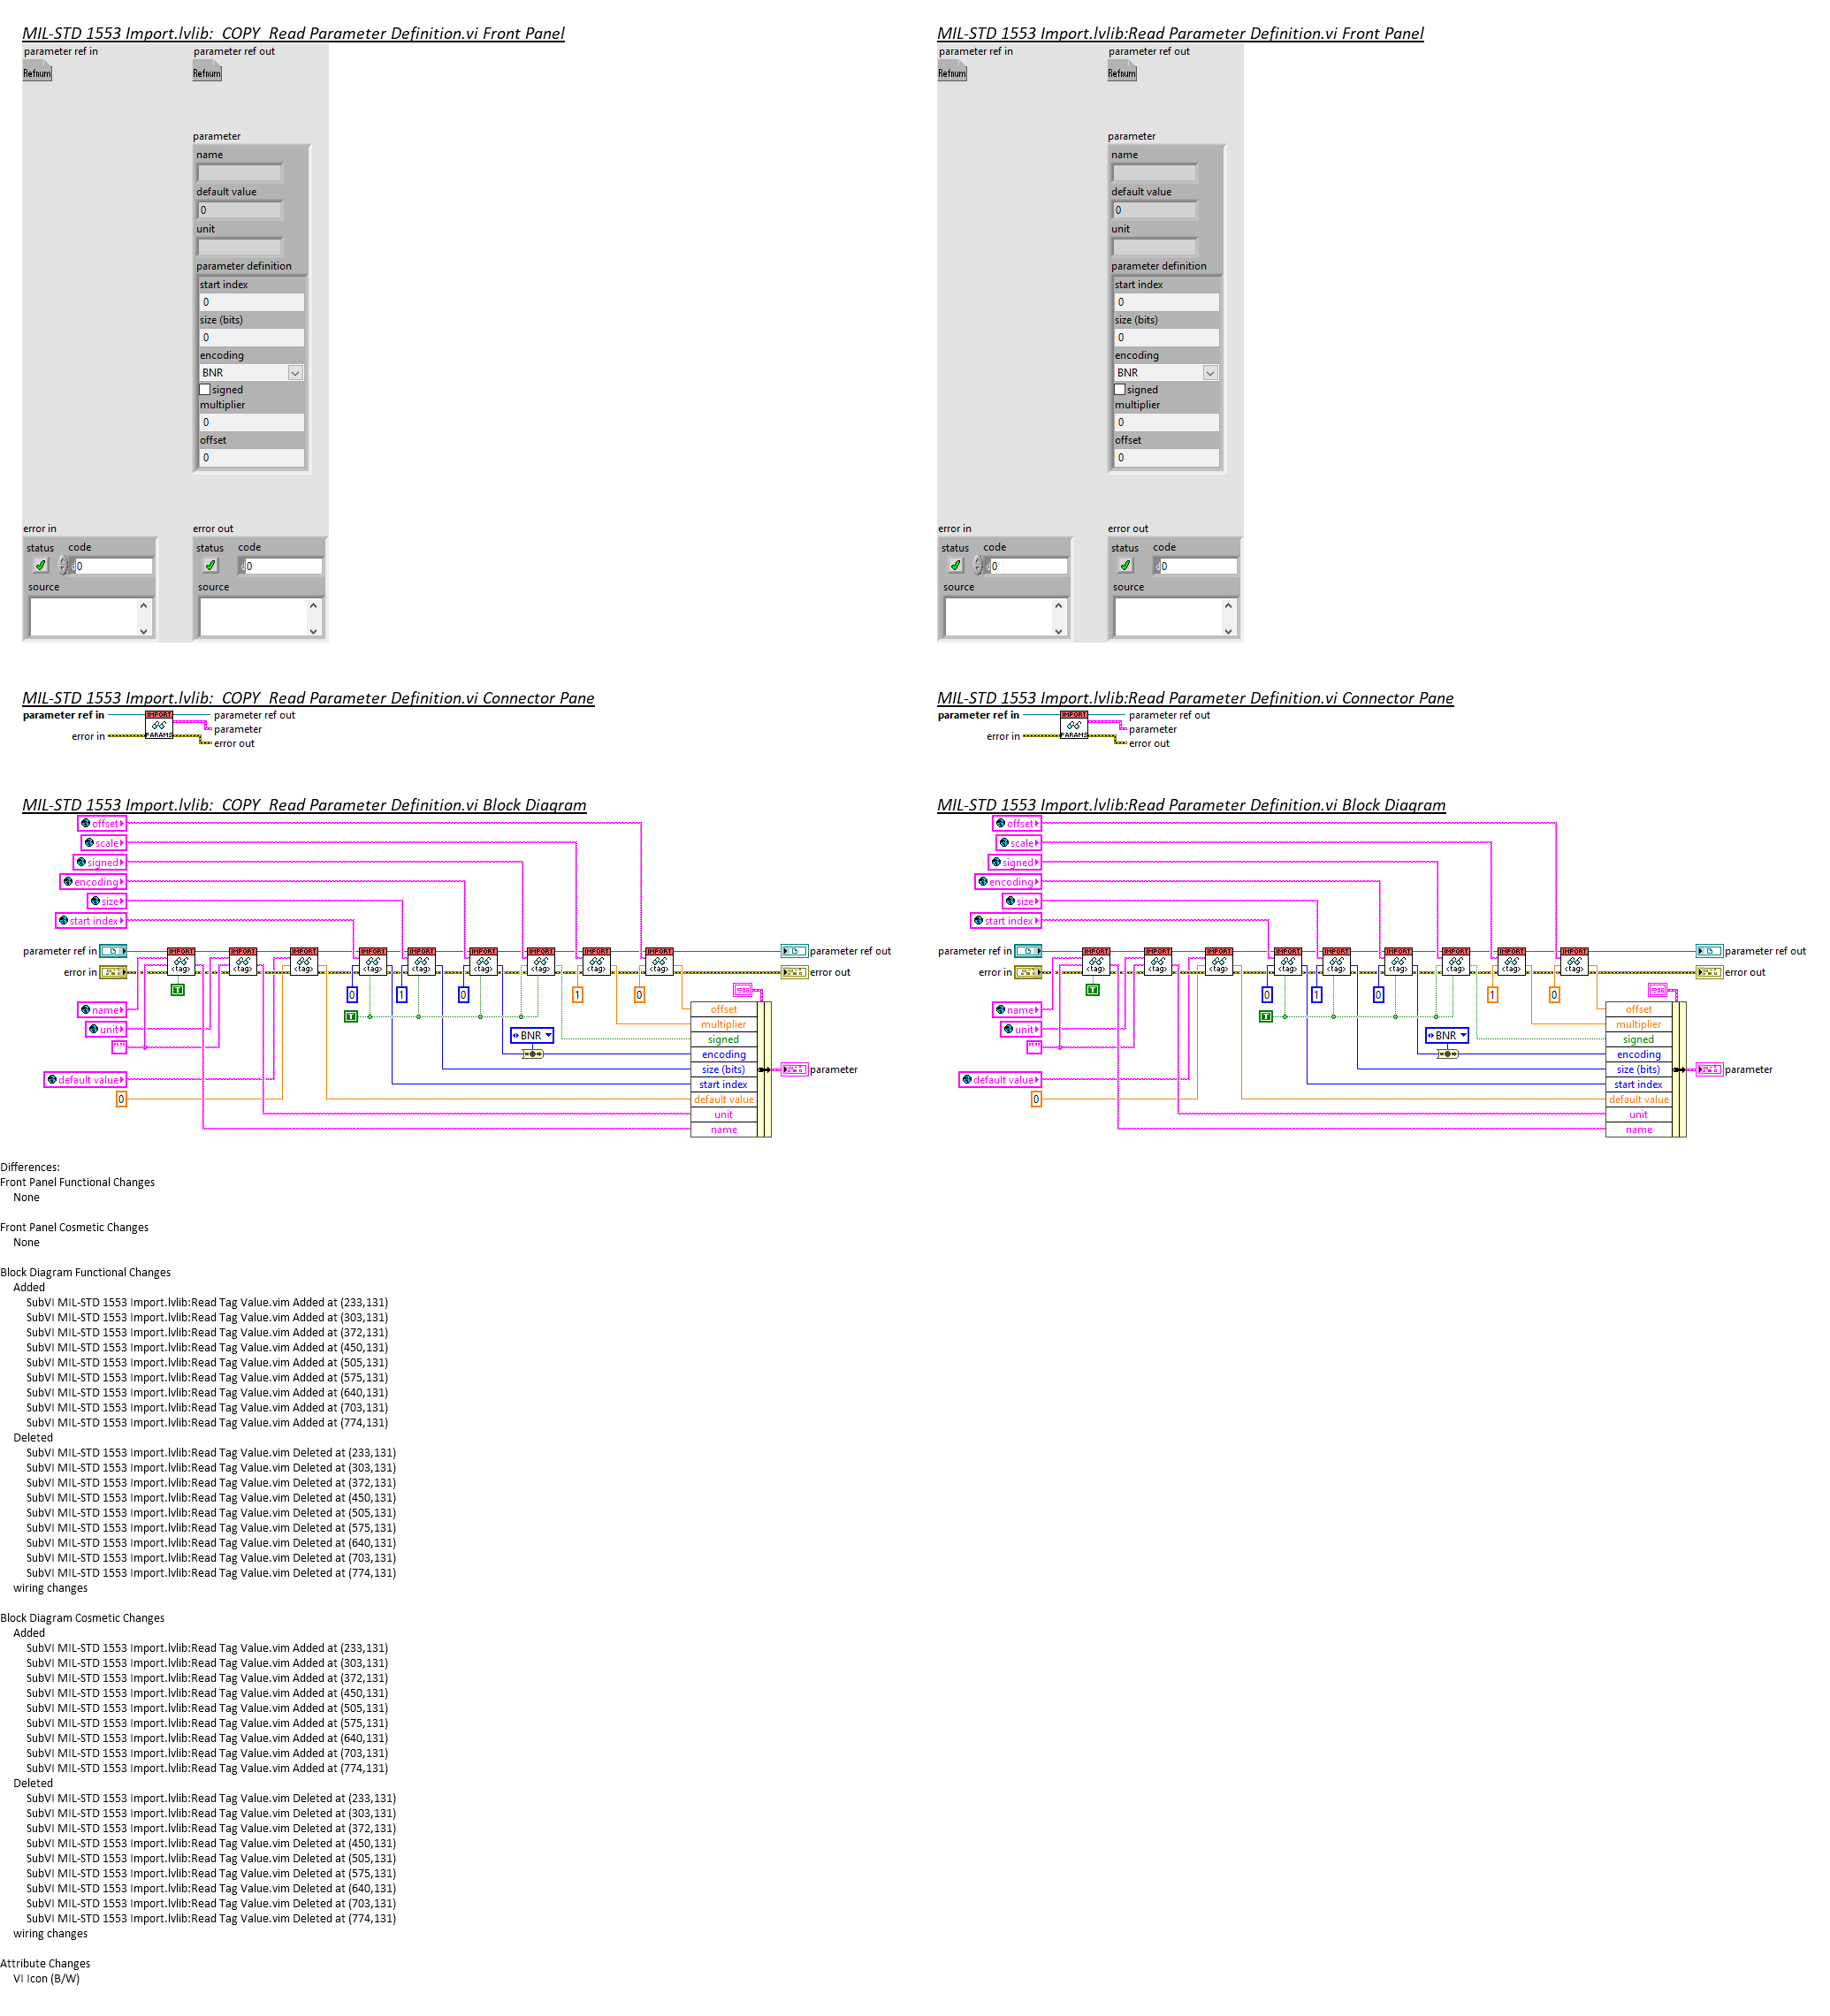 MIL-STD 1553 Import.lvlib:  COPY  Read Parameter Definition.vi Front Panel
parameter ref in
parameter ref out
Refnum
Refnum
parameter
name
default value
0
unit
parameter definition
start index
0
size (bits)
0
encoding
BNR
signed
multiplier
0
offset
0
error in
error out
status
code
status
code
0
0
source
source
MIL-STD 1553 Import.lvlib:Read Parameter Definition.vi Front Panel
parameter ref in
parameter ref out
Refnum
Refnum
parameter
name
default value
0
unit
parameter definition
start index
0
size (bits)
0
encoding
BNR
signed
multiplier
0
offset
0
error in
error out
status
code
status
code
0
0
source
source
MIL-STD 1553 Import.lvlib:  COPY  Read Parameter Definition.vi Connector Pane
parameter ref in
IMPORT
PARAMS
parameter ref out
parameter
error in
error out
MIL-STD 1553 Import.lvlib:Read Parameter Definition.vi Connector Pane
parameter ref in
IMPORT
PARAMS
parameter ref out
parameter
error in
error out
MIL-STD 1553 Import.lvlib:  COPY  Read Parameter Definition.vi Block Diagram
offset
scale
signed
encoding
size
start index
parameter ref in
IMPORT IMPORT IMPORT IMPORT IMPORT IMPORT IMPORT IMPORT IMPORT
parameter ref out
error in
<tag> <tag> <tag> <tag> <tag> <tag> <tag> <tag> <tag>
error out
T
0 1 0 1 0
name
T
offset
unit
multiplier
BNR
signed
""
encoding
size (bits)
parameter
default value
start index
0
default value
unit
name
MIL-STD 1553 Import.lvlib:Read Parameter Definition.vi Block Diagram
offset
scale
signed
encoding
size
start index
parameter ref in
IMPORT IMPORT IMPORT IMPORT IMPORT IMPORT IMPORT IMPORT IMPORT
parameter ref out
error in
<tag> <tag> <tag> <tag> <tag> <tag> <tag> <tag> <tag>
error out
T
0 1 0 1 0
name
T
offset
unit
multiplier
BNR
signed
""
encoding
size (bits)
parameter
default value
start index
0
default value
unit
name
Differences:
Front Panel Functional Changes
None
Front Panel Cosmetic Changes
None
Block Diagram Functional Changes
Added
SubVI MIL-STD 1553 Import.lvlib:Read Tag Value.vim Added at (233,131)
SubVI MIL-STD 1553 Import.lvlib:Read Tag Value.vim Added at (303,131)
SubVI MIL-STD 1553 Import.lvlib:Read Tag Value.vim Added at (372,131)
SubVI MIL-STD 1553 Import.lvlib:Read Tag Value.vim Added at (450,131)
SubVI MIL-STD 1553 Import.lvlib:Read Tag Value.vim Added at (505,131)
SubVI MIL-STD 1553 Import.lvlib:Read Tag Value.vim Added at (575,131)
SubVI MIL-STD 1553 Import.lvlib:Read Tag Value.vim Added at (640,131)
SubVI MIL-STD 1553 Import.lvlib:Read Tag Value.vim Added at (703,131)
SubVI MIL-STD 1553 Import.lvlib:Read Tag Value.vim Added at (774,131)
Deleted
SubVI MIL-STD 1553 Import.lvlib:Read Tag Value.vim Deleted at (233,131)
SubVI MIL-STD 1553 Import.lvlib:Read Tag Value.vim Deleted at (303,131)
SubVI MIL-STD 1553 Import.lvlib:Read Tag Value.vim Deleted at (372,131)
SubVI MIL-STD 1553 Import.lvlib:Read Tag Value.vim Deleted at (450,131)
SubVI MIL-STD 1553 Import.lvlib:Read Tag Value.vim Deleted at (505,131)
SubVI MIL-STD 1553 Import.lvlib:Read Tag Value.vim Deleted at (575,131)
SubVI MIL-STD 1553 Import.lvlib:Read Tag Value.vim Deleted at (640,131)
SubVI MIL-STD 1553 Import.lvlib:Read Tag Value.vim Deleted at (703,131)
SubVI MIL-STD 1553 Import.lvlib:Read Tag Value.vim Deleted at (774,131)
wiring changes
Block Diagram Cosmetic Changes
Added
SubVI MIL-STD 1553 Import.lvlib:Read Tag Value.vim Added at (233,131)
SubVI MIL-STD 1553 Import.lvlib:Read Tag Value.vim Added at (303,131)
SubVI MIL-STD 1553 Import.lvlib:Read Tag Value.vim Added at (372,131)
SubVI MIL-STD 1553 Import.lvlib:Read Tag Value.vim Added at (450,131)
SubVI MIL-STD 1553 Import.lvlib:Read Tag Value.vim Added at (505,131)
SubVI MIL-STD 1553 Import.lvlib:Read Tag Value.vim Added at (575,131)
SubVI MIL-STD 1553 Import.lvlib:Read Tag Value.vim Added at (640,131)
SubVI MIL-STD 1553 Import.lvlib:Read Tag Value.vim Added at (703,131)
SubVI MIL-STD 1553 Import.lvlib:Read Tag Value.vim Added at (774,131)
Deleted
SubVI MIL-STD 1553 Import.lvlib:Read Tag Value.vim Deleted at (233,131)
SubVI MIL-STD 1553 Import.lvlib:Read Tag Value.vim Deleted at (303,131)
SubVI MIL-STD 1553 Import.lvlib:Read Tag Value.vim Deleted at (372,131)
SubVI MIL-STD 1553 Import.lvlib:Read Tag Value.vim Deleted at (450,131)
SubVI MIL-STD 1553 Import.lvlib:Read Tag Value.vim Deleted at (505,131)
SubVI MIL-STD 1553 Import.lvlib:Read Tag Value.vim Deleted at (575,131)
SubVI MIL-STD 1553 Import.lvlib:Read Tag Value.vim Deleted at (640,131)
SubVI MIL-STD 1553 Import.lvlib:Read Tag Value.vim Deleted at (703,131)
SubVI MIL-STD 1553 Import.lvlib:Read Tag Value.vim Deleted at (774,131)
wiring changes
Attribute Changes
VI Icon (B/W)